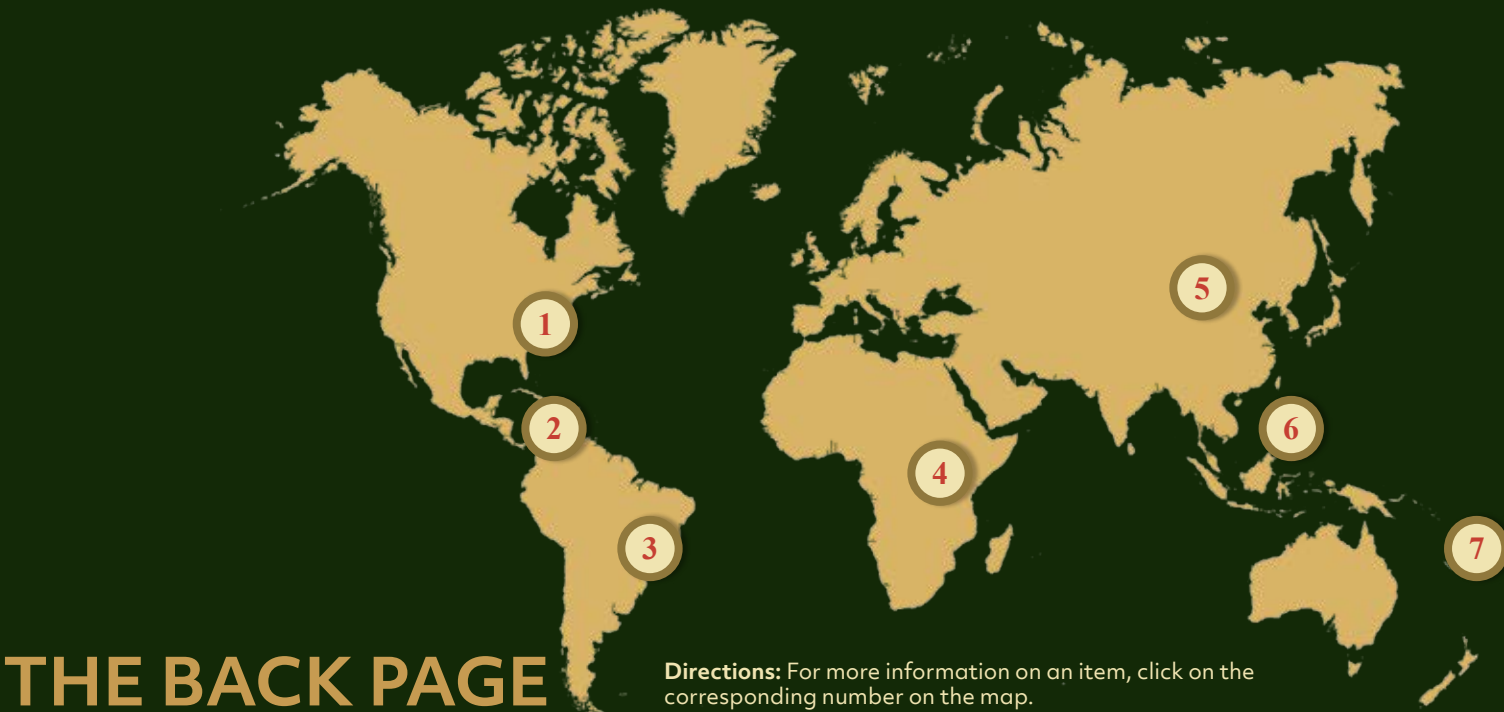 1
2
3
4
5
6
7
THE BACK PAGE
Directions: For more information on an item, click on the
corresponding number on the map.